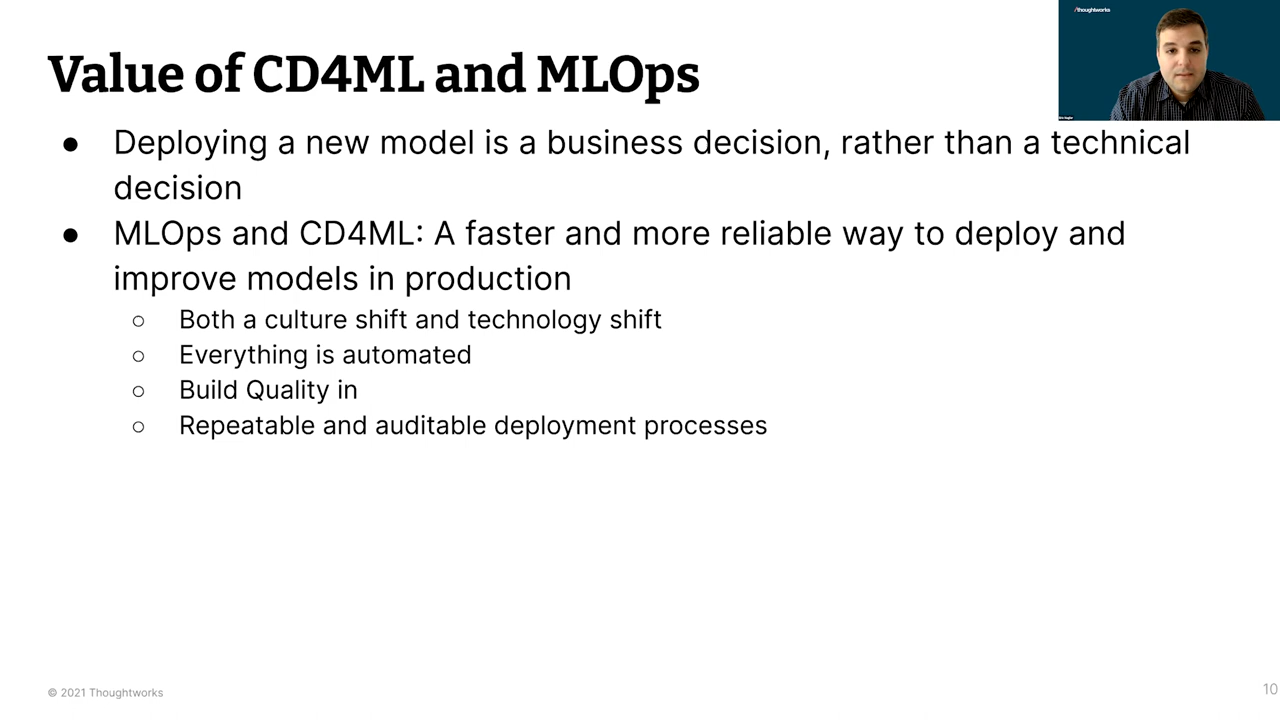 /thoughtworks
Value of CD4ML and MLOps
● Deploying a new model is a business decision, rather than a technical
decision
● MLOps and CD4ML: A faster and more reliable way to deploy and
improve models in production
○ Both a culture shift and technology shift
○ Everything is automated
○ Build Quality in
○ Repeatable and auditable deployment processes
© 2021 Thoughtworks
10